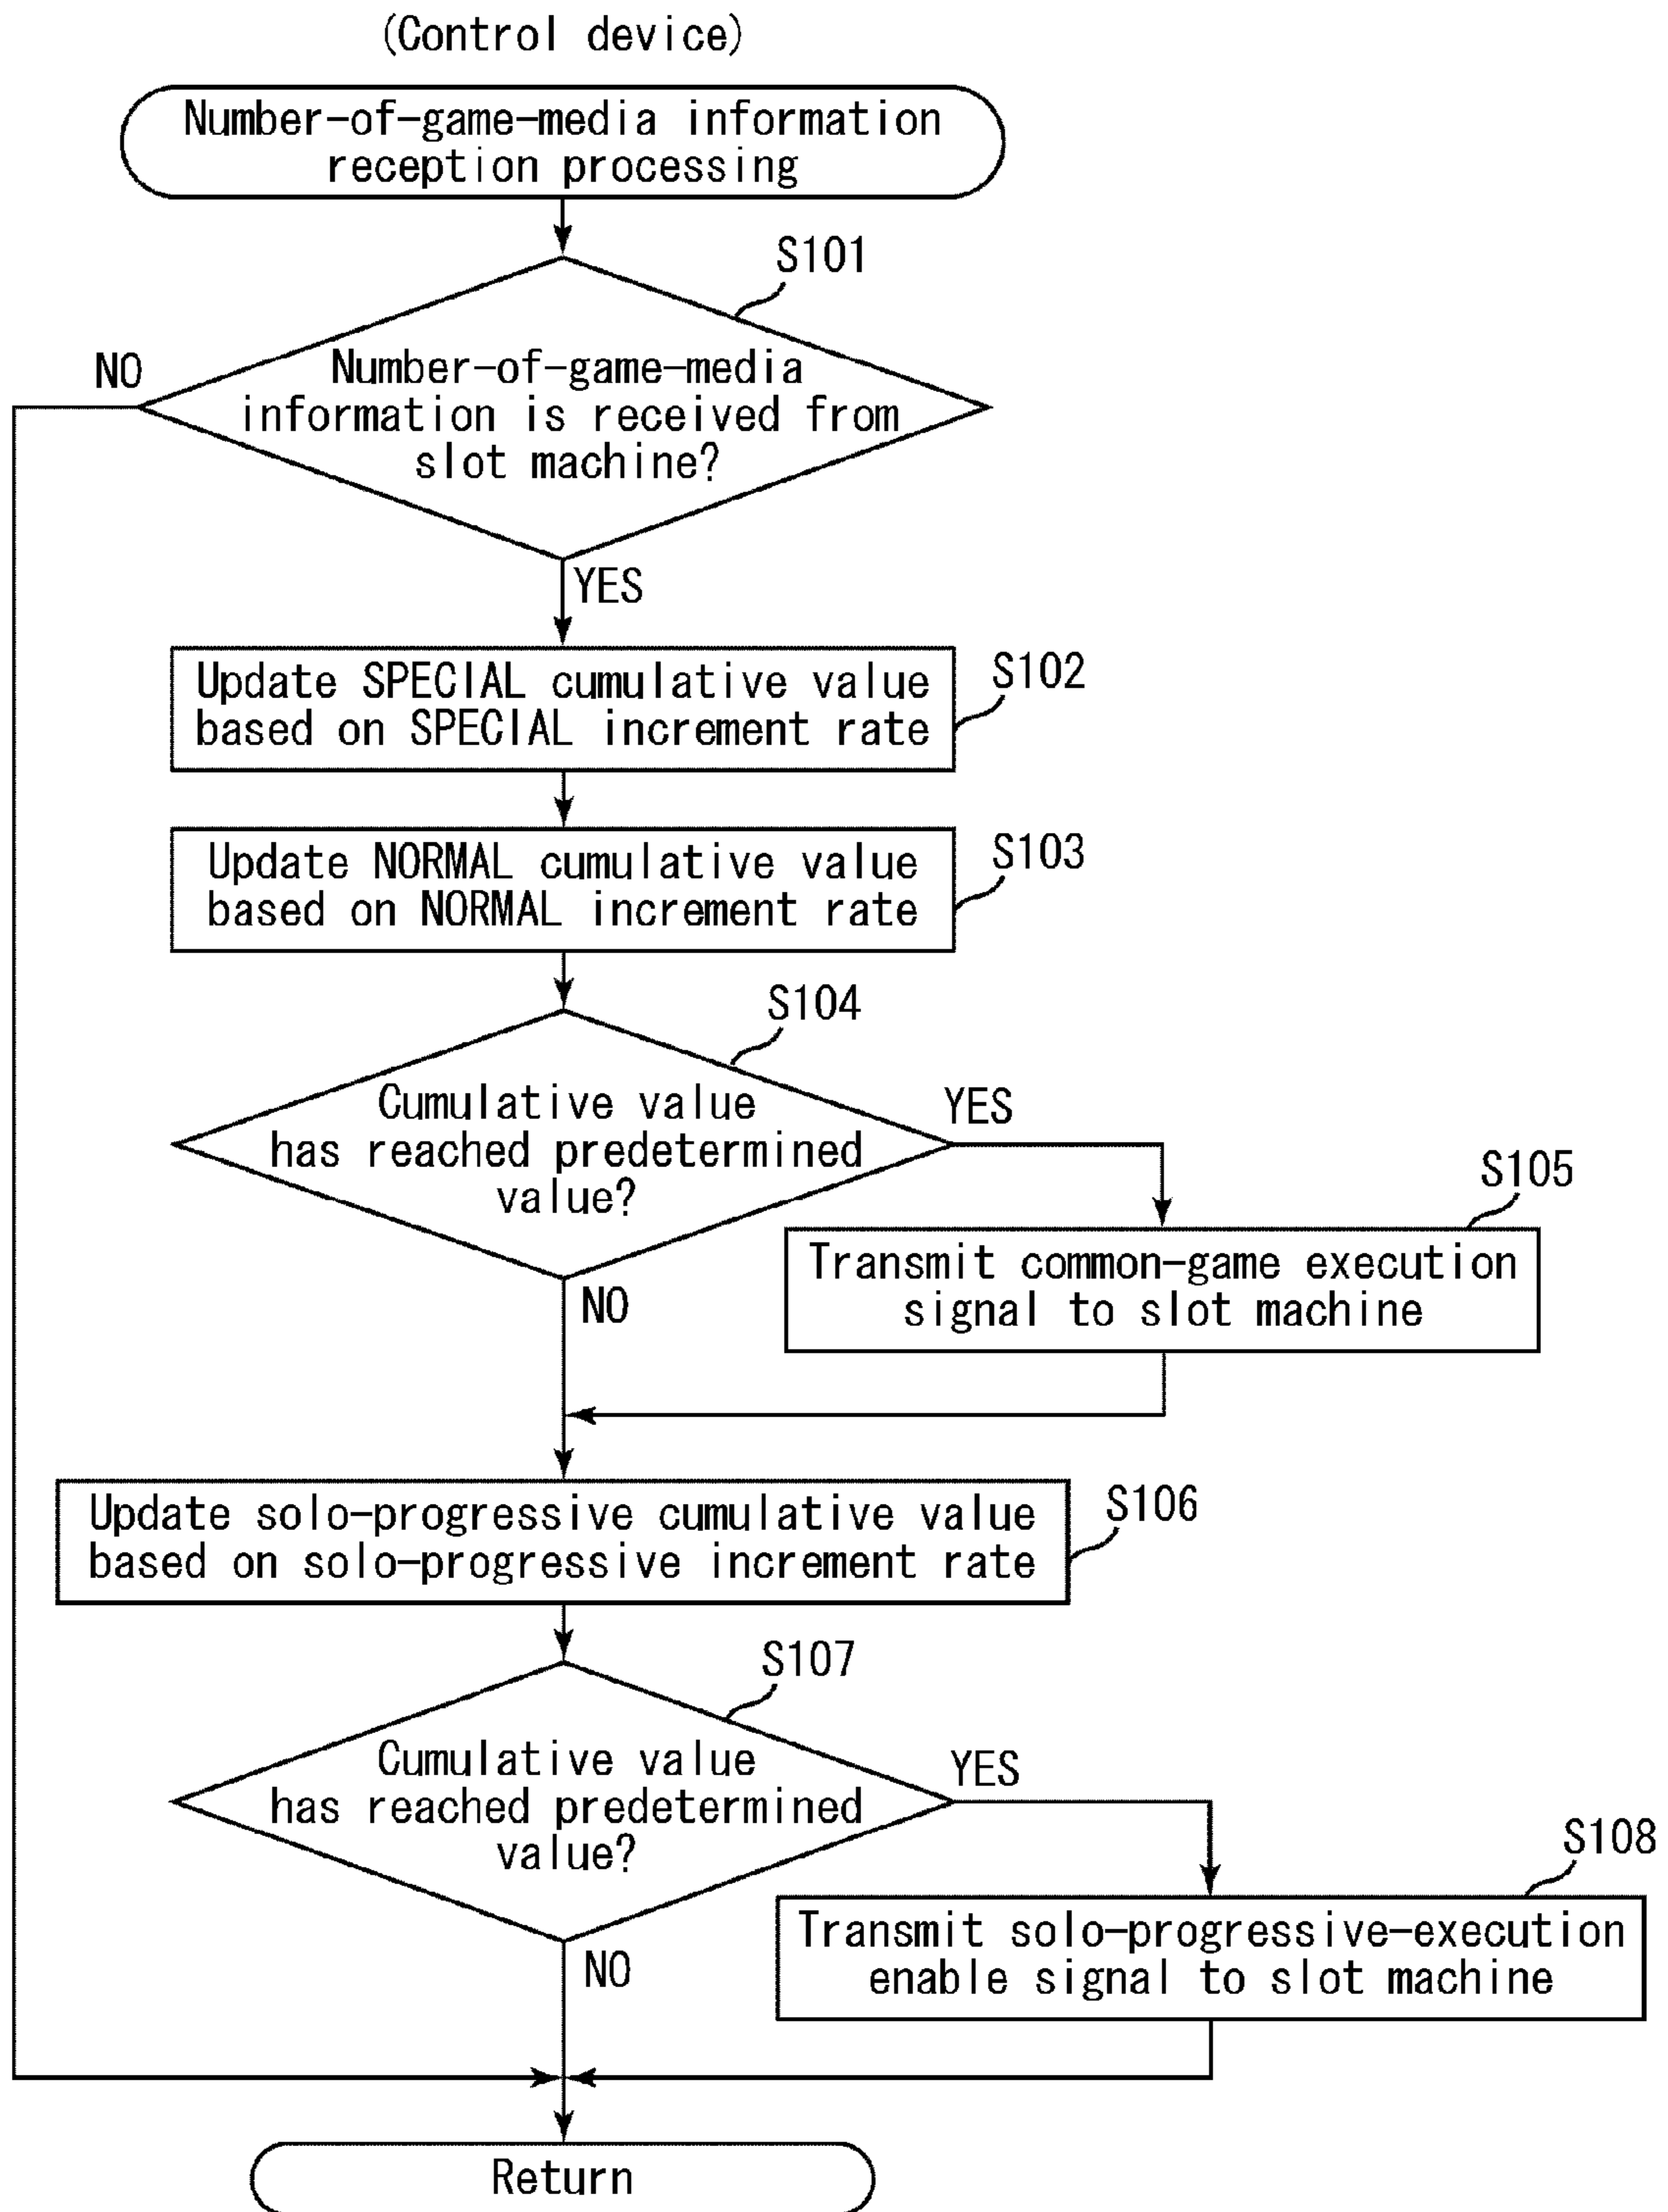 (Control device)
Number-of-game-media information
reception processing
S101
NO
Number-of-game-media
information is received from
slot machine?
YES
Update SPECIAL cumulative value
based on SPECIAL increment rate
S102
Update NORMAL cumulative value
based on NORMAL increment rate
S103
S104
Cumulative value
has reached predetermined
value?
YES
S105
Transmit common-game execution
signal to slot machine
NO
Update solo-progressive cumulative value
based on solo-progressive increment rate
S106
S107
Cumulative value
has reached predetermined
value?
YES
S108
Transmit solo-progressive-execution
enable signal to slot machine
NO
Return